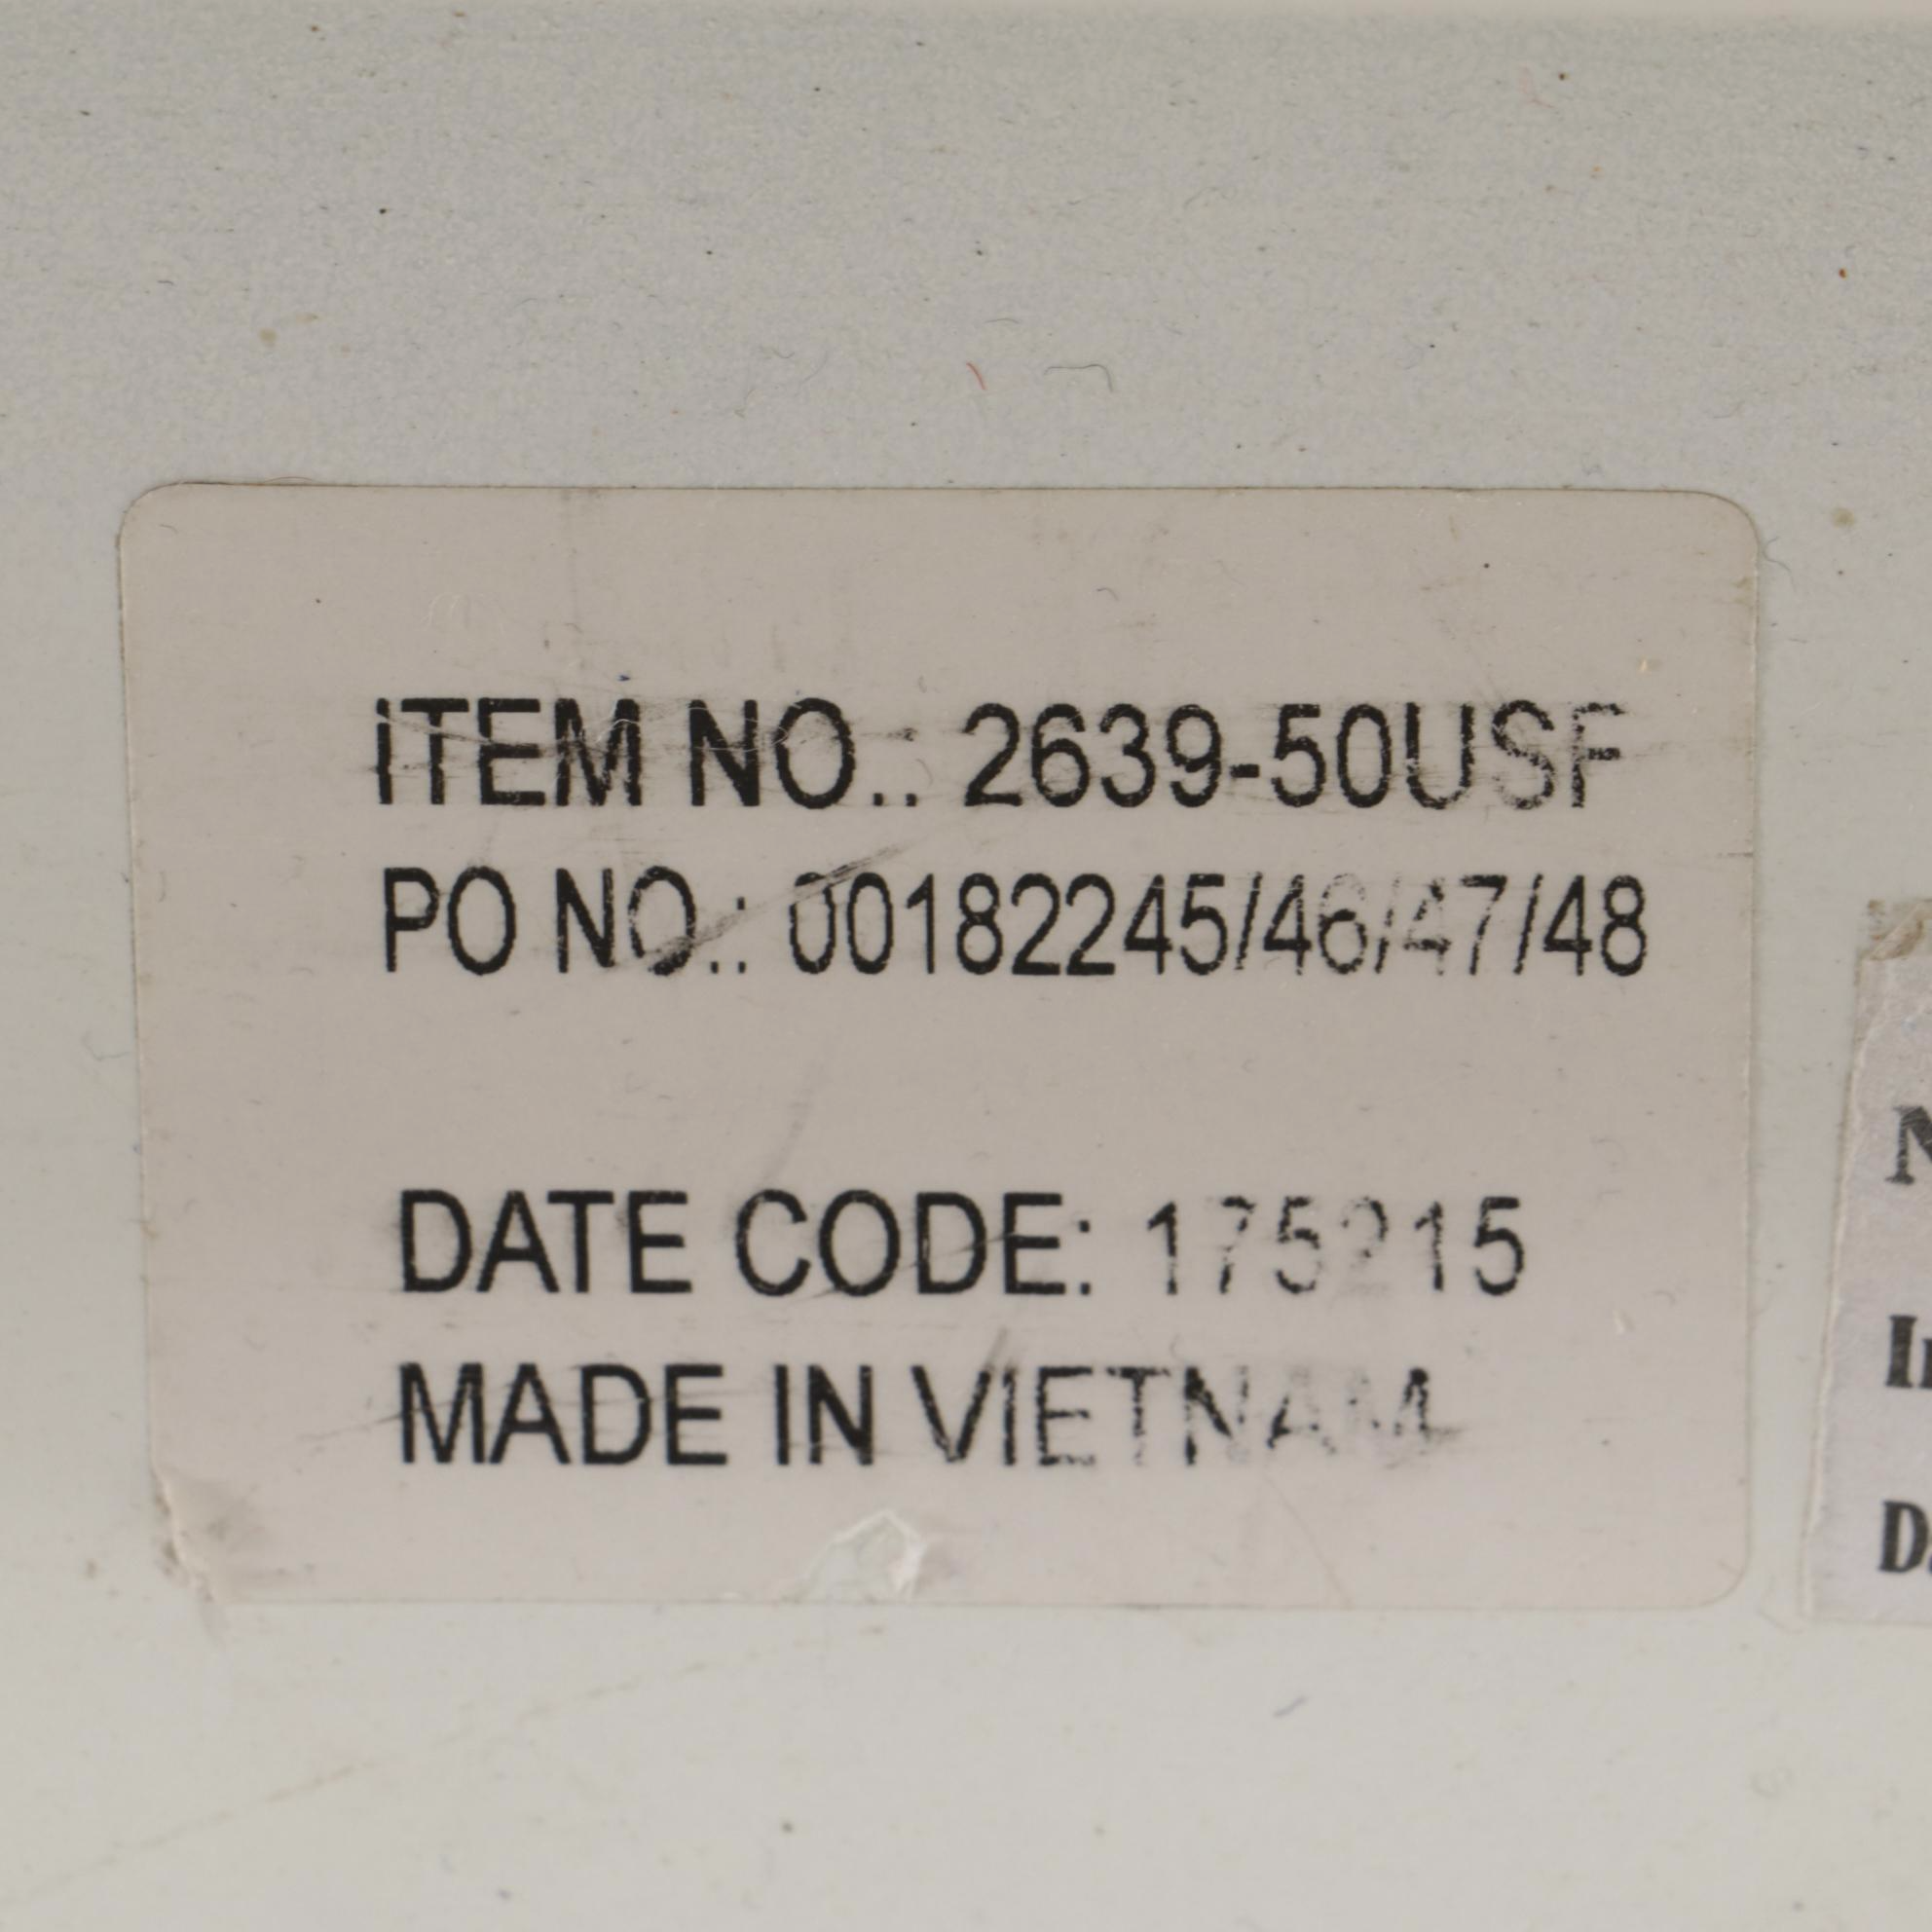 ITEM NO.: 2639-50USF
PO NO.: 00182245/46/47/48
DATE CODE: 175215
MADE IN VIETNAM
N